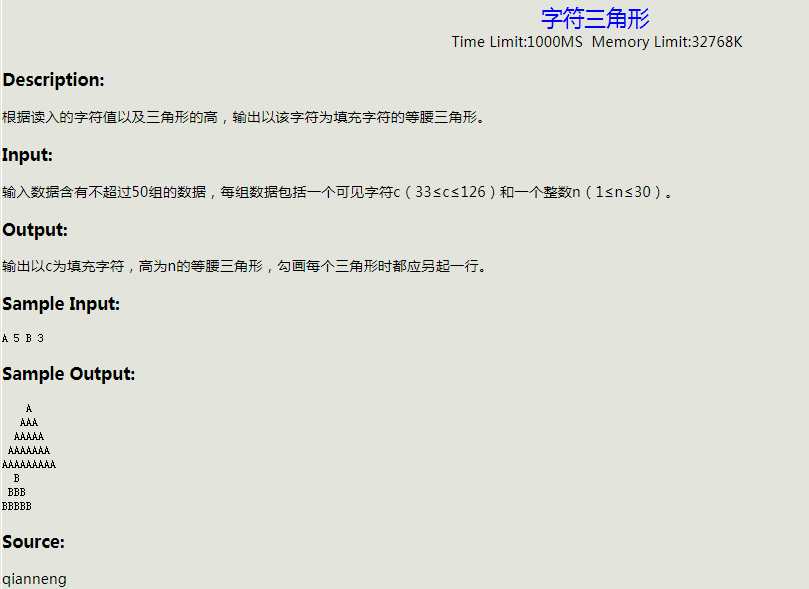 字符三角形
Time Limit:1000MS  Memory Limit:32768K
Description:
根据读入的字符值以及三角形的高，输出以该字符为填充字符的等腰三角形。
Input:
输入数据含有不超过50组的数据，每组数据包括一个可见字符c（33≤c≤126）和一个整数n（1≤n≤30）。
Output:
输出以c为填充字符，高为n的等腰三角形，勾画每个三角形时都应另起一行。
Sample Input:
A 5 B 3
Sample Output:
    A
   AAA
  AAAAA
 AAAAAAA
AAAAAAAAA
  B
 BBB
BBBBB
Source:
qianneng